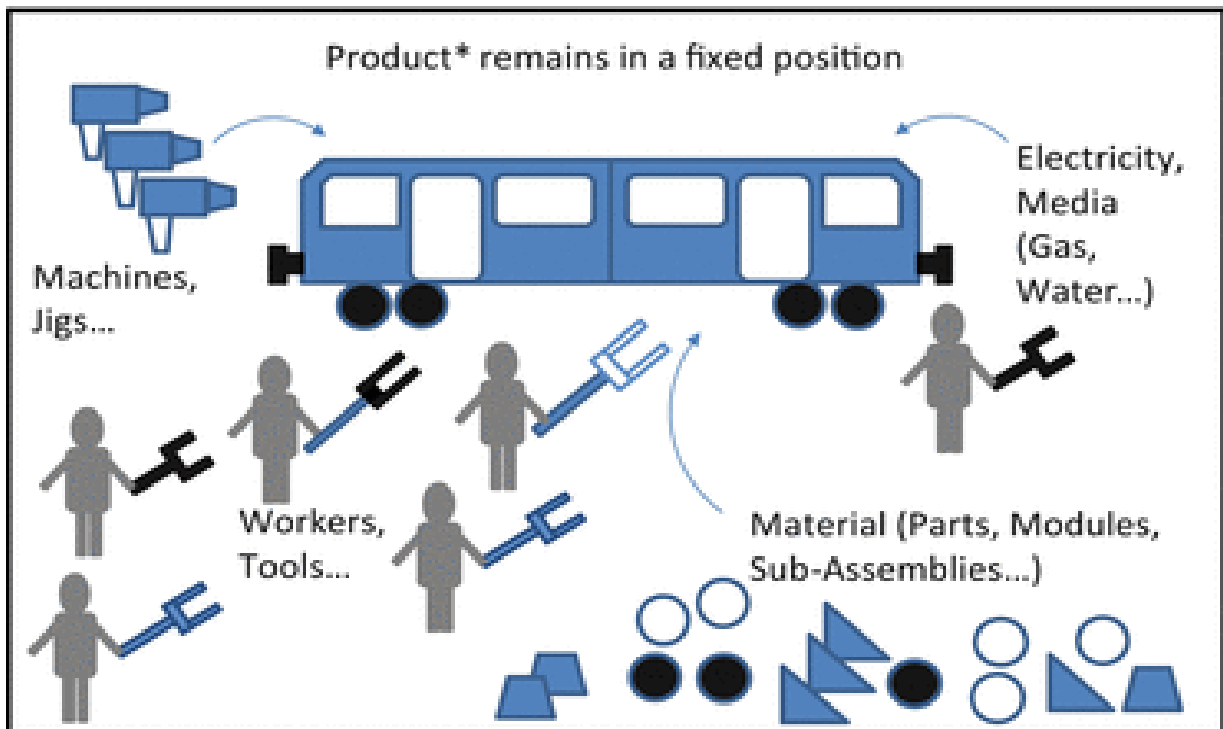 Product* remains in a fixed position
Electricity,
Media
(Gas,
Water...)
Machines,
Jigs...
Workers,
Tools...
Material (Parts, Modules,
Sub-Assemblies...)